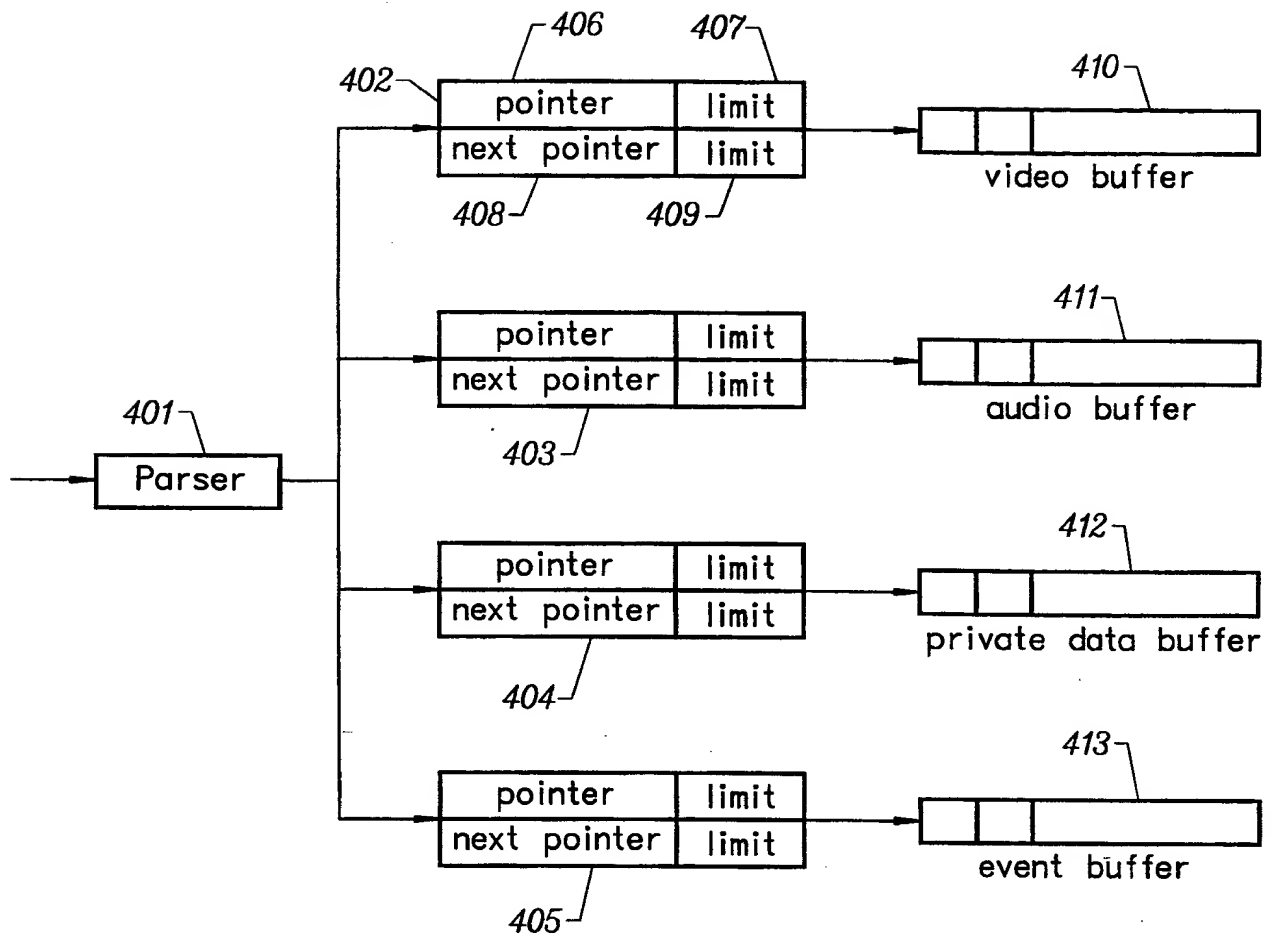 406
407
402
410
pointer limit
next pointer limit
video buffer
408
409
411
pointer limit
next pointer limit
audio buffer
401
403
Parser
412
pointer limit
next pointer limit
private data buffer
404
413
pointer limit
next pointer limit
event buffer
405